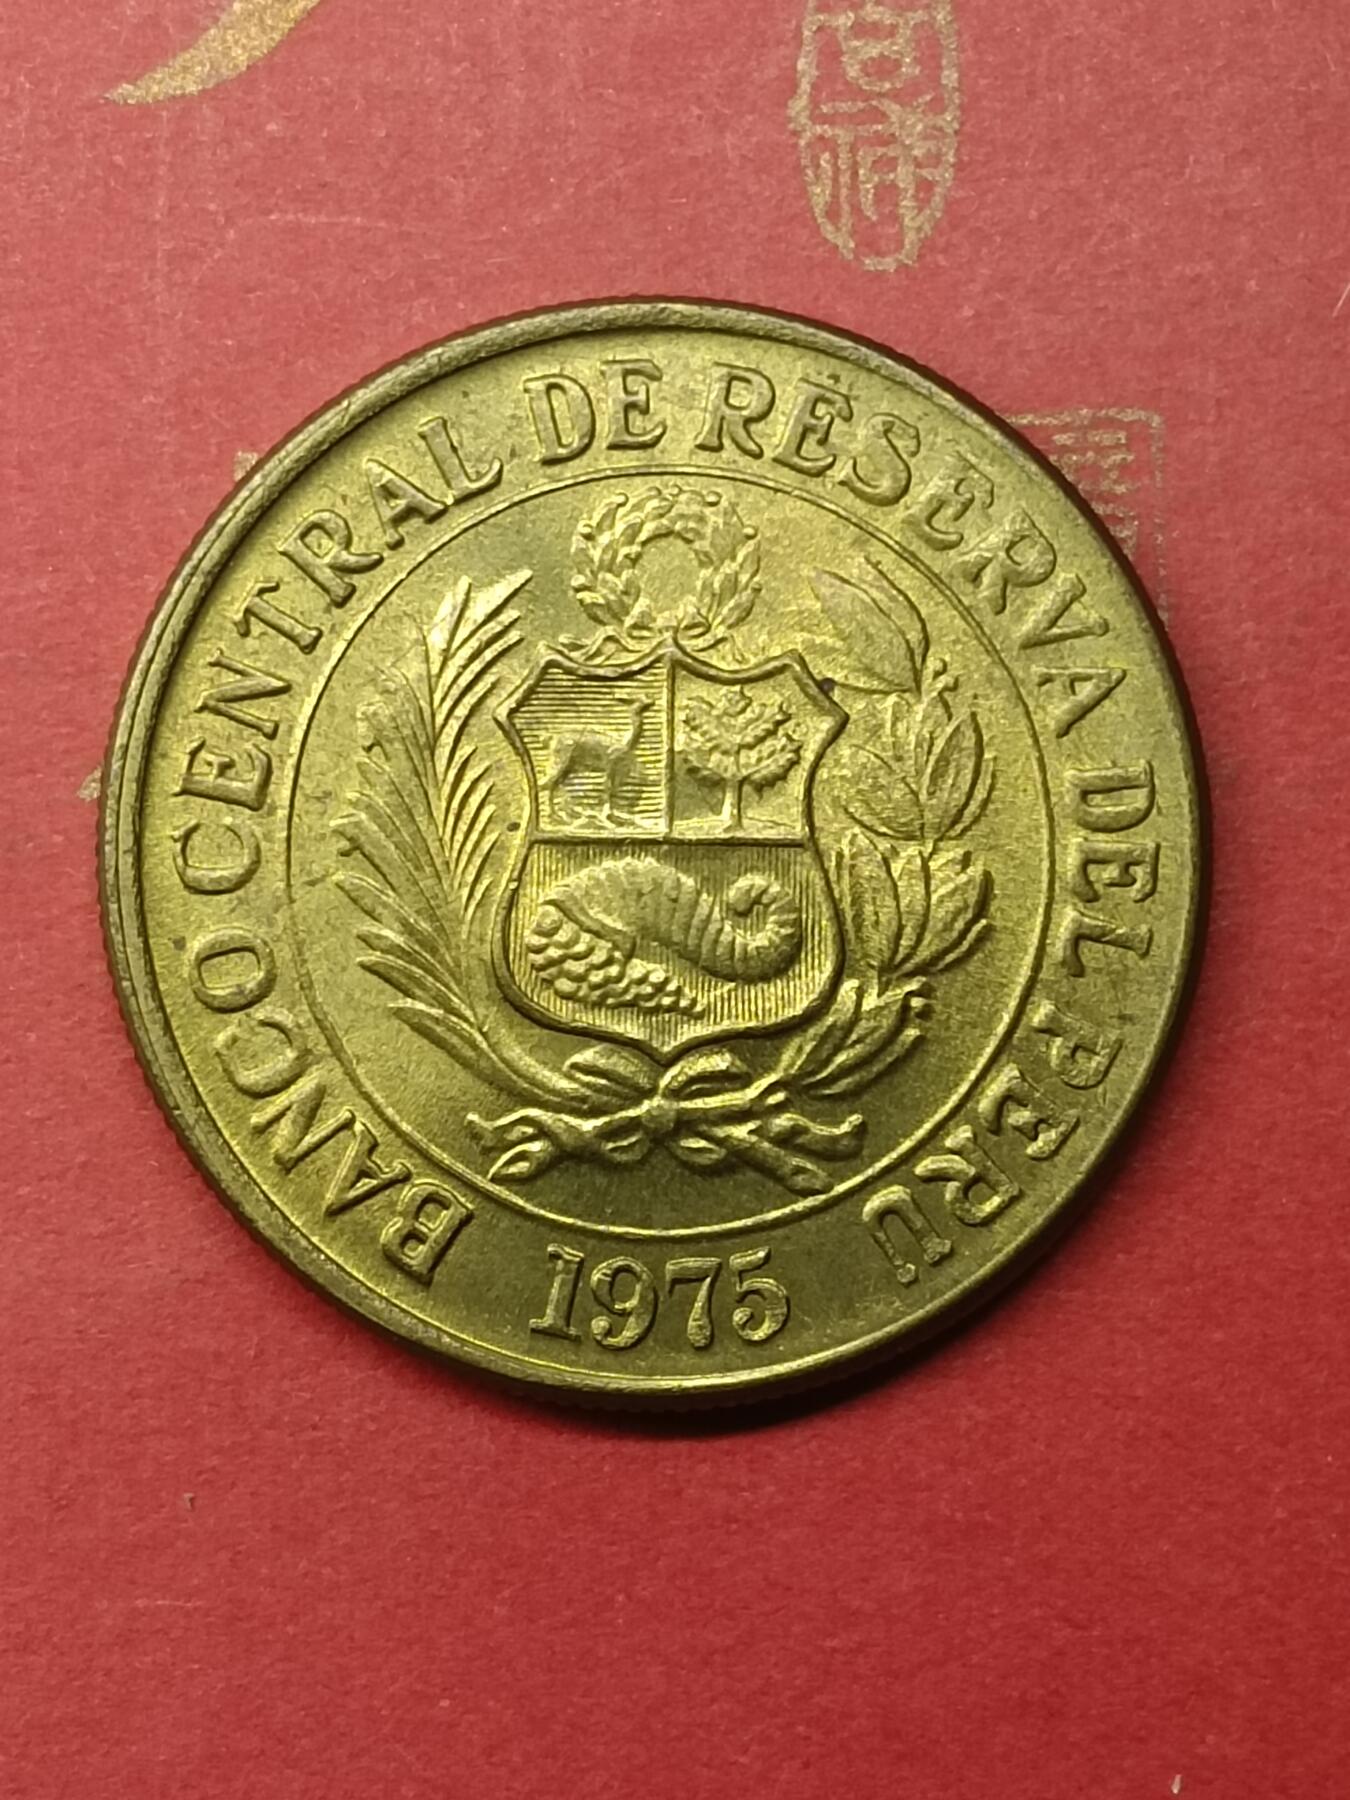 BANCO CENTRAL DE RESERVA DEL PERU
1975